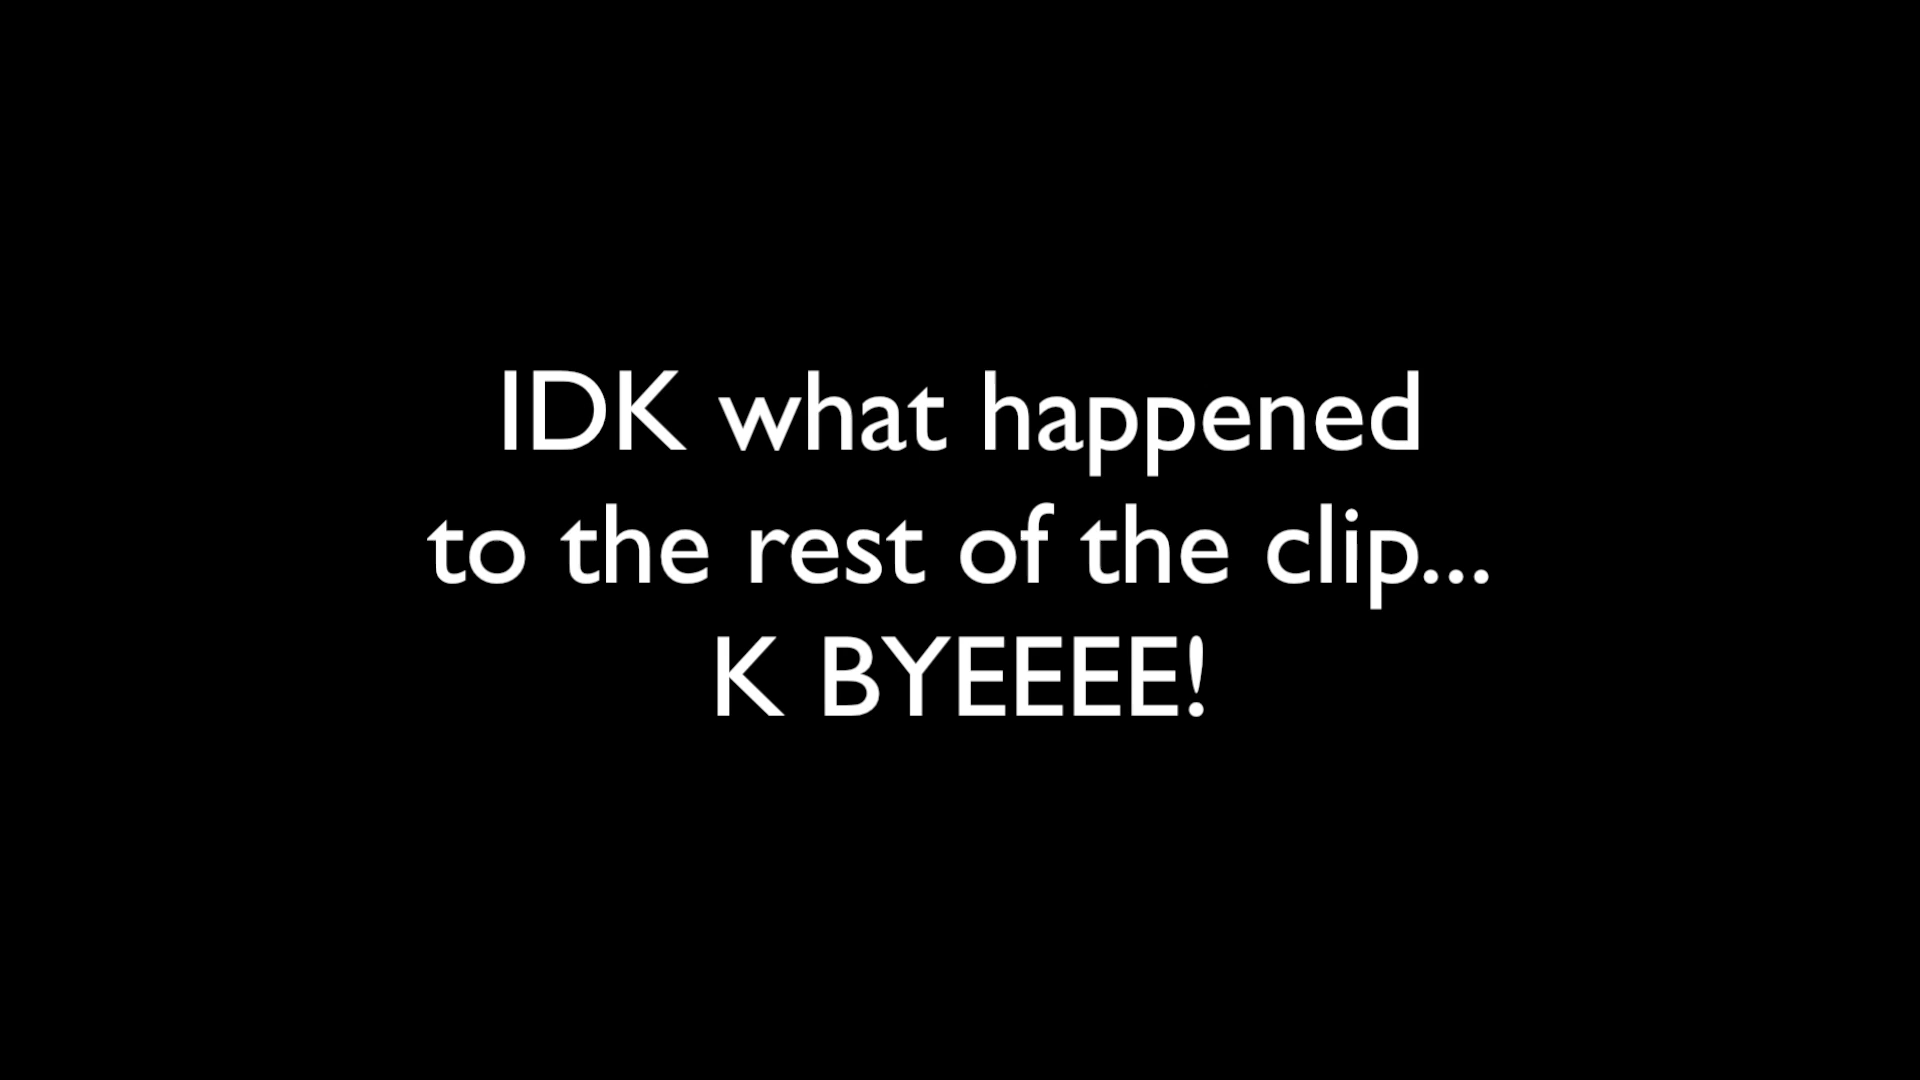 IDK what happened
to the rest of the clip...
K BYEEEE!